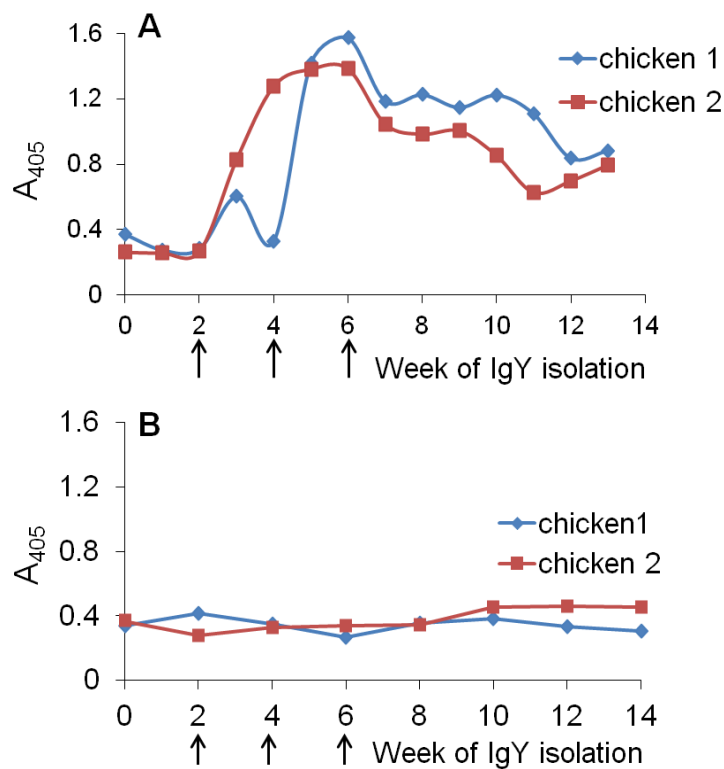 A
1.6
1.2
0.8
0.4
0
A405
chicken 1
chicken 2
0 2 4 6 8 10 12 14
Week of IgY isolation
B
1.6
1.2
0.8
0.4
0
A405
chicken1
chicken 2
0 2 4 6 8 10 12 14
Week of IgY isolation